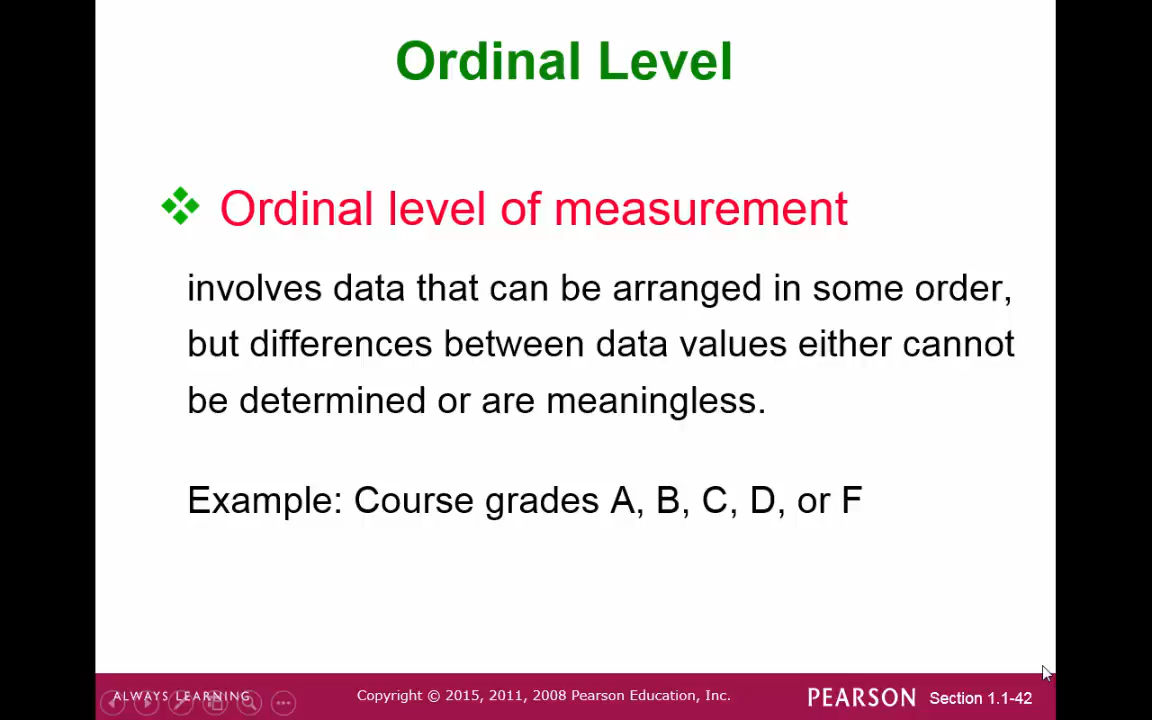 Ordinal Level
Ordinal level of measurement
involves data that can be arranged in some order,
but differences between data values either cannot
be determined or are meaningless.
Example: Course grades A, B, C, D, or F
ALWAYS LEARNING
Copyright © 2015, 2011, 2008 Pearson Education, Inc.
PEARSON
Section 1.1-42